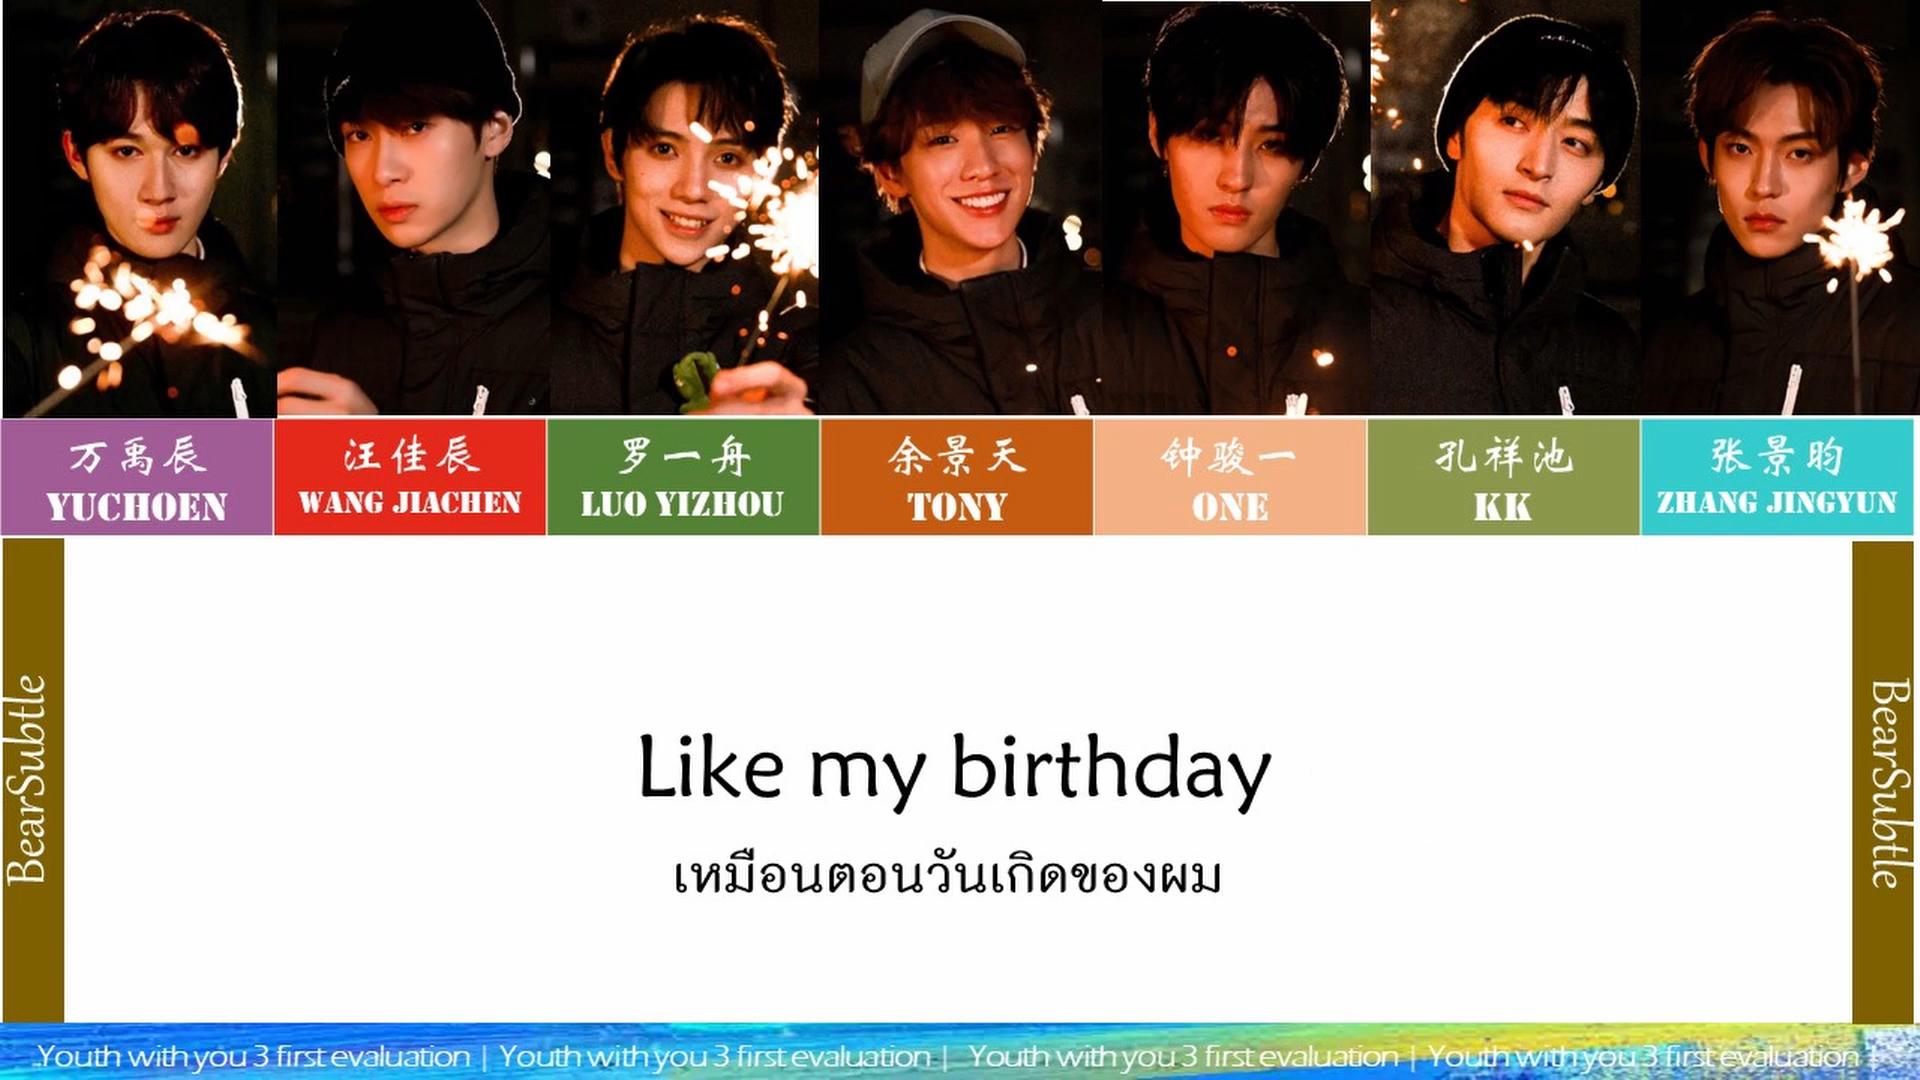 万禹辰
YUCHOEN
汪佳辰
WANG JIACHEN
罗一舟
LUO YIZHOU
余景天
TONY
钟骏一
ONE
孔祥池
KK
张景昀
ZHANG JINGYUN
BearSubtle
Like my birthday
เหมือนตอนวันเกิดของผม
BearSubtle
Youth with you 3 first evaluation | Youth with you 3 first evaluation | Youth with you 3 first evaluation | Youth with you 3 first evaluation |